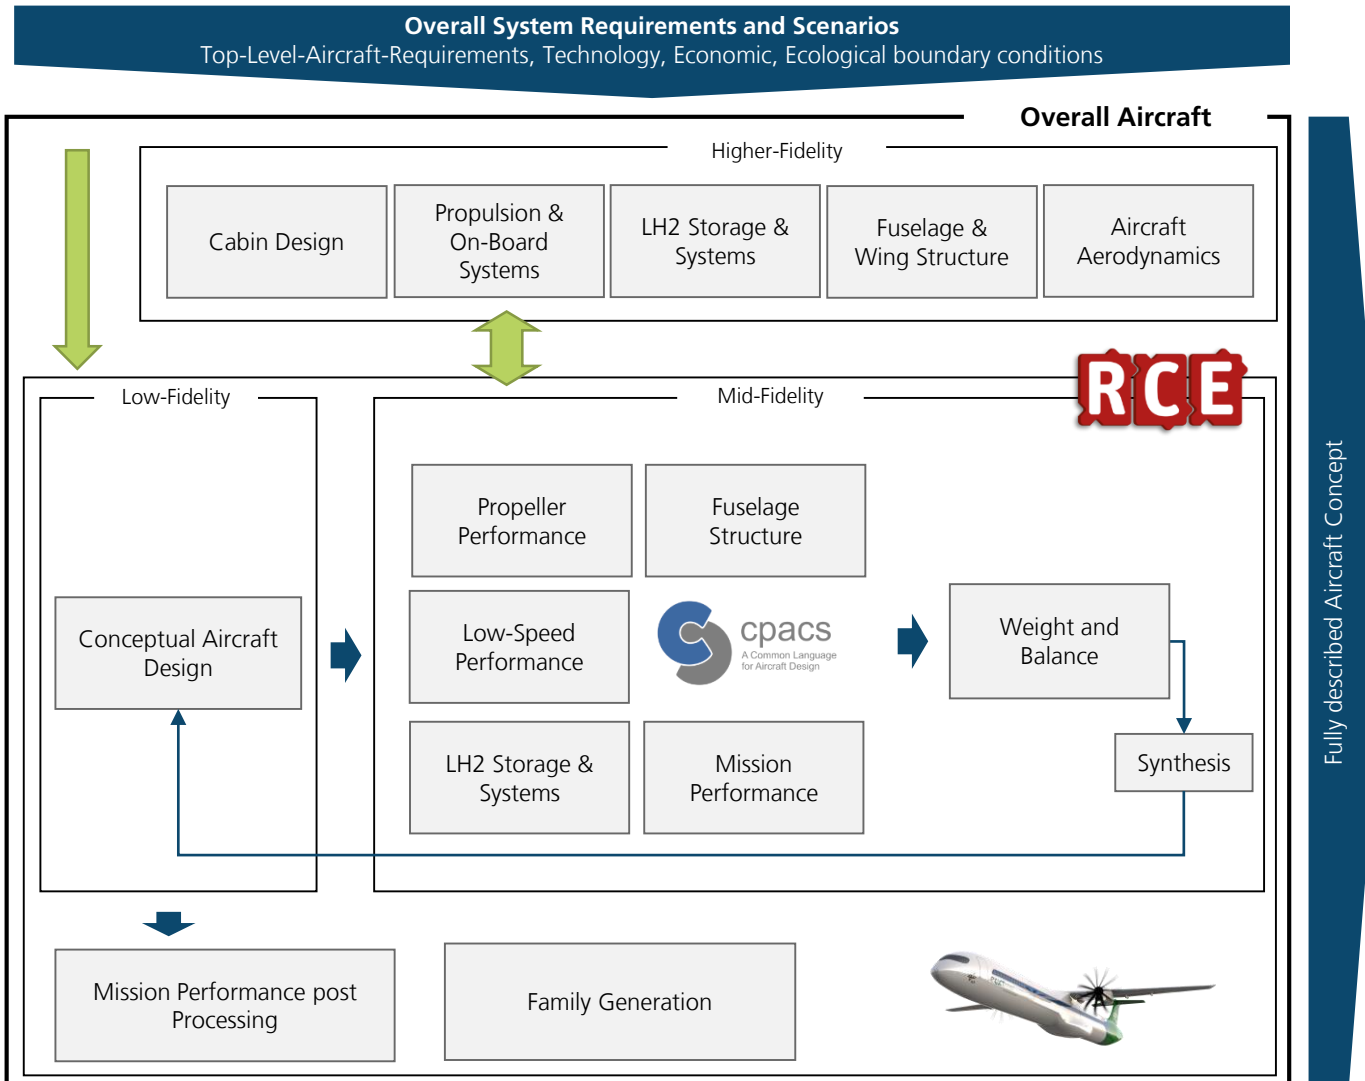 Overall System Requirements and Scenarios
Top-Level-Aircraft-Requirements, Technology, Economic, Ecological boundary conditions
Overall Aircraft
Higher-Fidelity
Cabin Design
Propulsion &
On-Board
Systems
LH2 Storage &
Systems
Fuselage &
Wing Structure
Aircraft
Aerodynamics
RCE
Low-Fidelity
Mid-Fidelity
Propeller
Performance
Fuselage
Structure
Conceptual Aircraft
Design
Low-Speed
Performance
cpacs
A Common Language
for Aircraft Design
Weight and
Balance
LH2 Storage &
Systems
Mission
Performance
Synthesis
Mission Performance post
Processing
Family Generation
Fully described Aircraft Concept